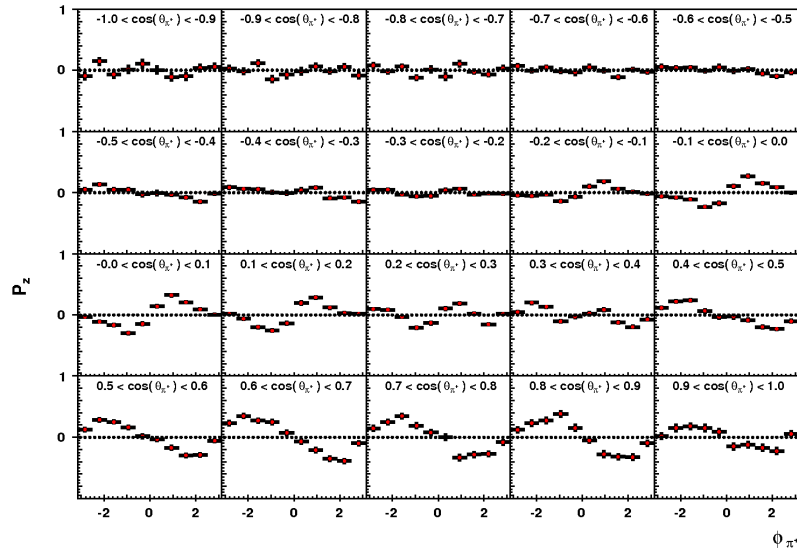 1
-1.0 < cos(θπ+) < -0.9
-0.9 < cos(θπ+) < -0.8
-0.8 < cos(θπ+) < -0.7
-0.7 < cos(θπ+) < -0.6
-0.6 < cos(θπ+) < -0.5
0
1
-0.5 < cos(θπ+) < -0.4
-0.4 < cos(θπ+) < -0.3
-0.3 < cos(θπ+) < -0.2
-0.2 < cos(θπ+) < -0.1
-0.1 < cos(θπ+) < 0.0
0
1
-0.0 < cos(θπ+) < 0.1
0.1 < cos(θπ+) < 0.2
0.2 < cos(θπ+) < 0.3
0.3 < cos(θπ+) < 0.4
0.4 < cos(θπ+) < 0.5
Pz
0
1
0.5 < cos(θπ+) < 0.6
0.6 < cos(θπ+) < 0.7
0.7 < cos(θπ+) < 0.8
0.8 < cos(θπ+) < 0.9
0.9 < cos(θπ+) < 1.0
0
-2 0 2 -2 0 2 -2 0 2 -2 0 2 -2 0 2
ϕπ+